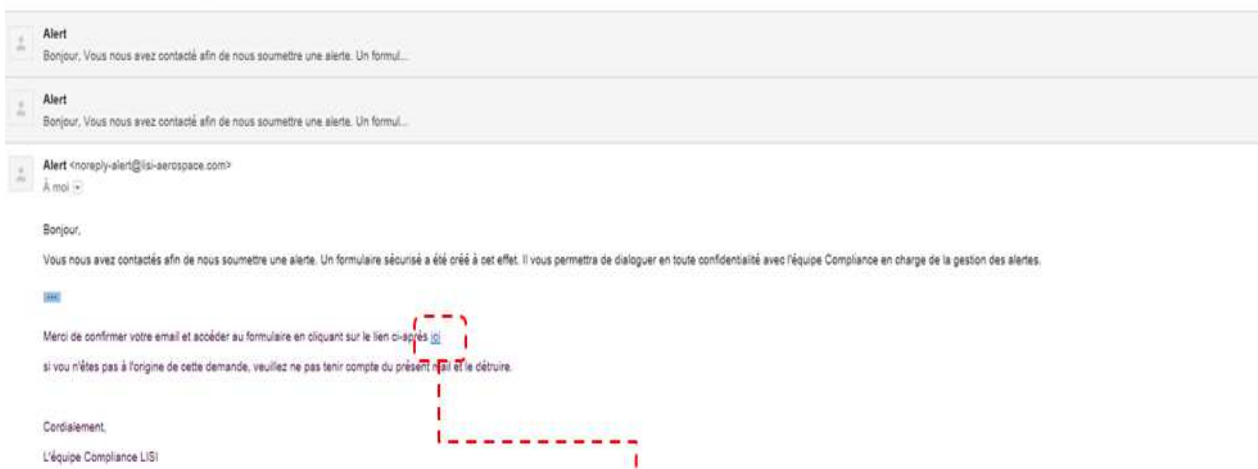 Alert
Bonjour, Vous nous avez contacté afin de nous soumettre une alerte. Un formul...
Alert
Bonjour, Vous nous avez contacté afin de nous soumettre une alerte. Un formul...
Alert <noreply-alert@lisi-aerospace.com>
À moi
Bonjour,
Vous nous avez contactés afin de nous soumettre une alerte. Un formulaire sécurisé a été créé à cet effet. Il vous permettra de dialoguer en toute confidentialité avec l'équipe Compliance en charge de la gestion des alertes.
...
Merci de confirmer votre email et accéder au formulaire en cliquant sur le lien ci-après ici
si vou n'êtes pas à l'origine de cette demande, veuillez ne pas tenir compte du présent mail et le détruire.
Cordialement,
L'équipe Compliance LISI